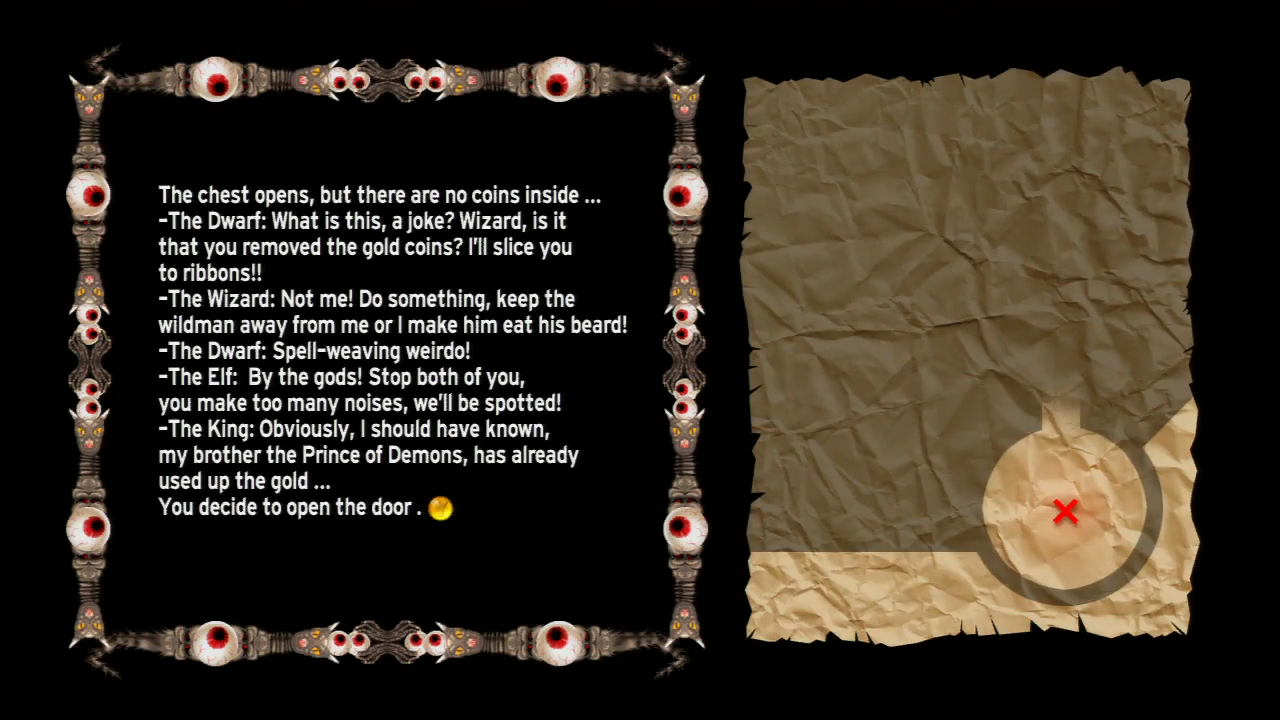 The chest opens, but there are no coins inside ...
-The Dwarf: What is this, a joke? Wizard, is it
that you removed the gold coins? I'll slice you
to ribbons!!
-The Wizard: Not me! Do something, keep the
wildman away from me or I make him eat his beard!
-The Dwarf: Spell-weaving weirdo!
-The Elf:  By the gods! Stop both of you,
you make too many noises, we'll be spotted!
-The King: Obviously, I should have known,
my brother the Prince of Demons, has already
used up the gold ...
You decide to open the door .